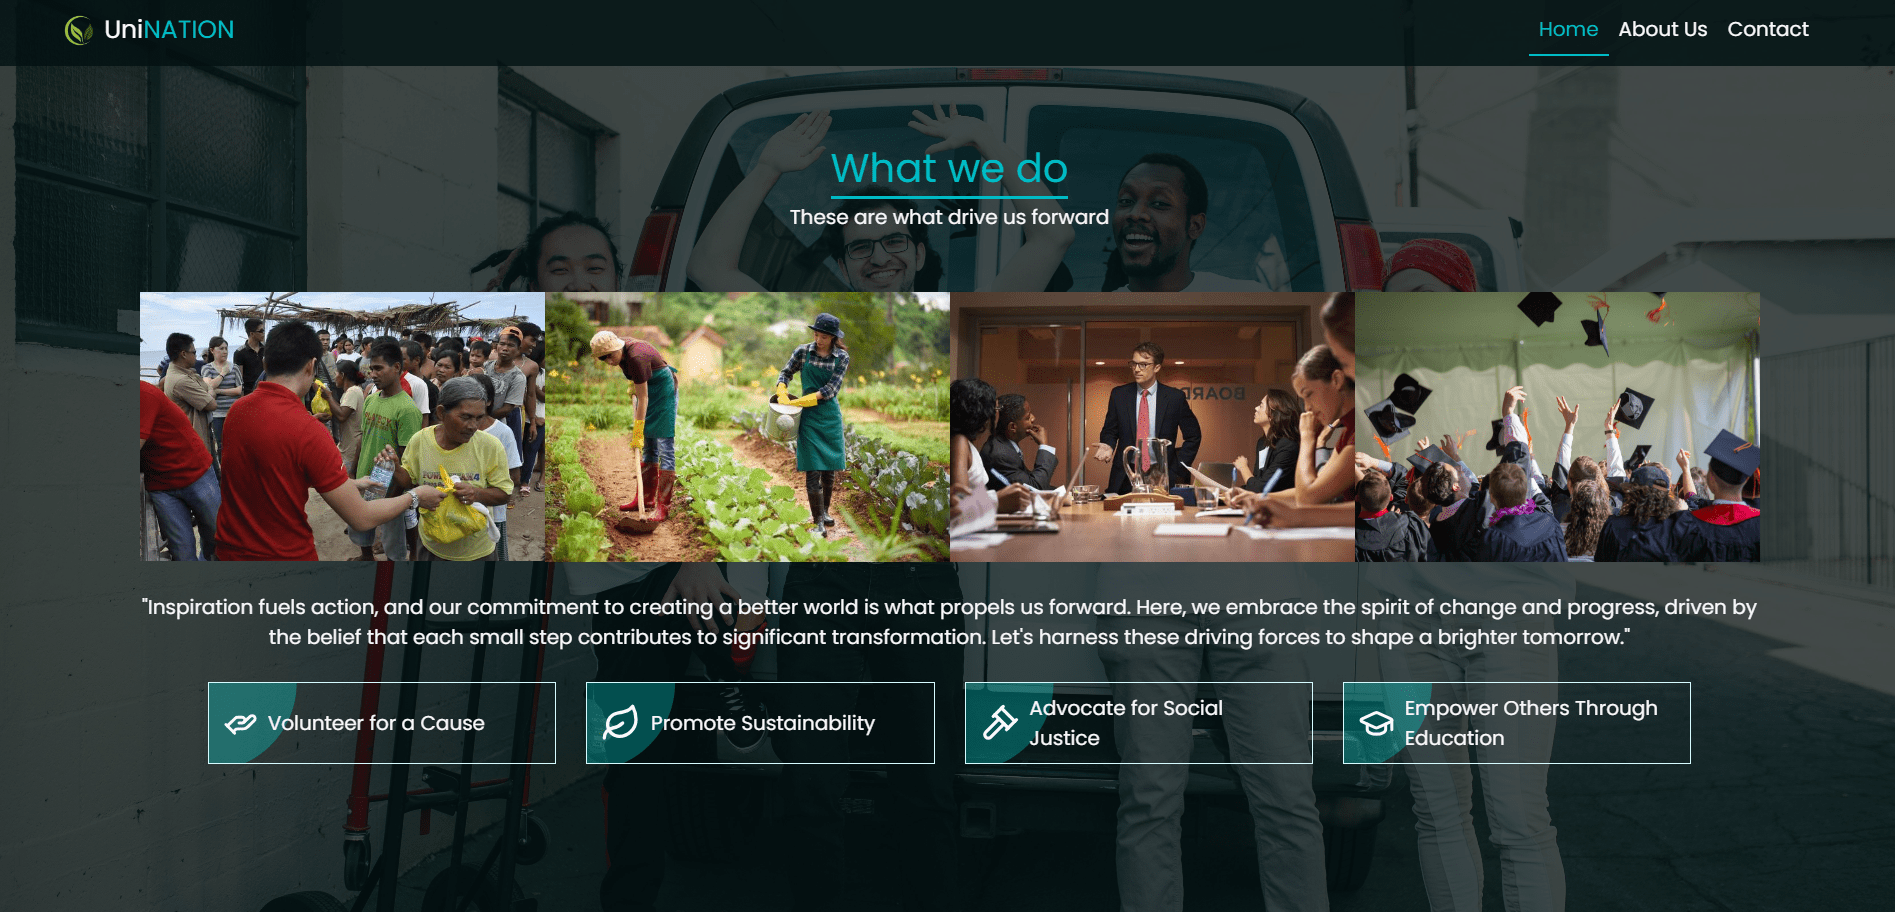 UniNATION
Home About Us Contact
What we do
These are what drive us forward
BOARD
"Inspiration fuels action, and our commitment to creating a better world is what propels us forward. Here, we embrace the spirit of change and progress, driven by
the belief that each small step contributes to significant transformation. Let's harness these driving forces to shape a brighter tomorrow."
Volunteer for a Cause
Promote Sustainability
Advocate for Social
Justice
Empower Others Through
Education